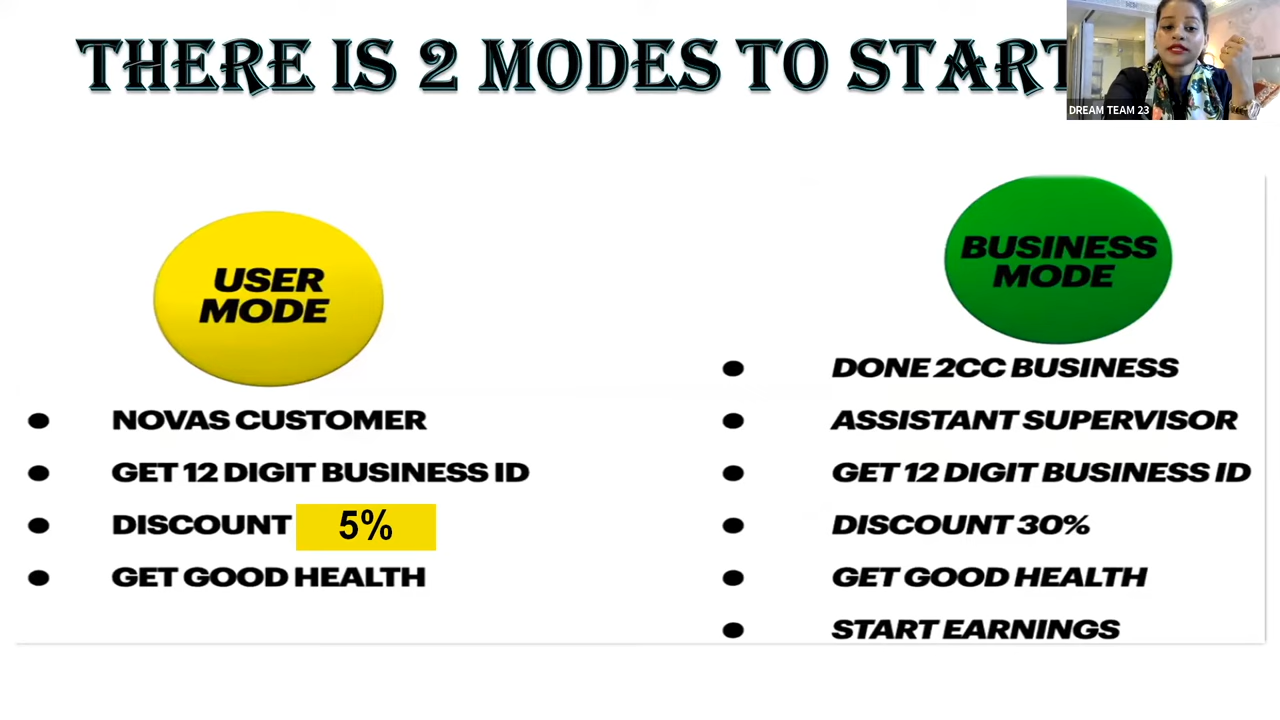 THERE IS 2 MODES TO START
DREAM TEAM 23
USER
MODE
NOVAS CUSTOMER
GET 12 DIGIT BUSINESS ID
DISCOUNT 5%
GET GOOD HEALTH
BUSINESS
MODE
DONE 2CC BUSINESS
ASSISTANT SUPERVISOR
GET 12 DIGIT BUSINESS ID
DISCOUNT 30%
GET GOOD HEALTH
START EARNINGS